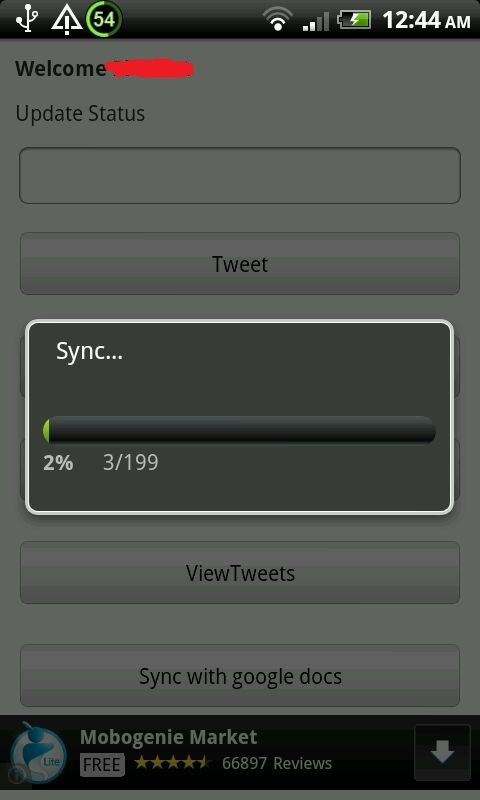 54
12:44 AM
Welcome
Update Status
Tweet
Sync...
2% 3/199
ViewTweets
Sync with google docs
Mobogenie Market
Lite
FREE 66897 Reviews